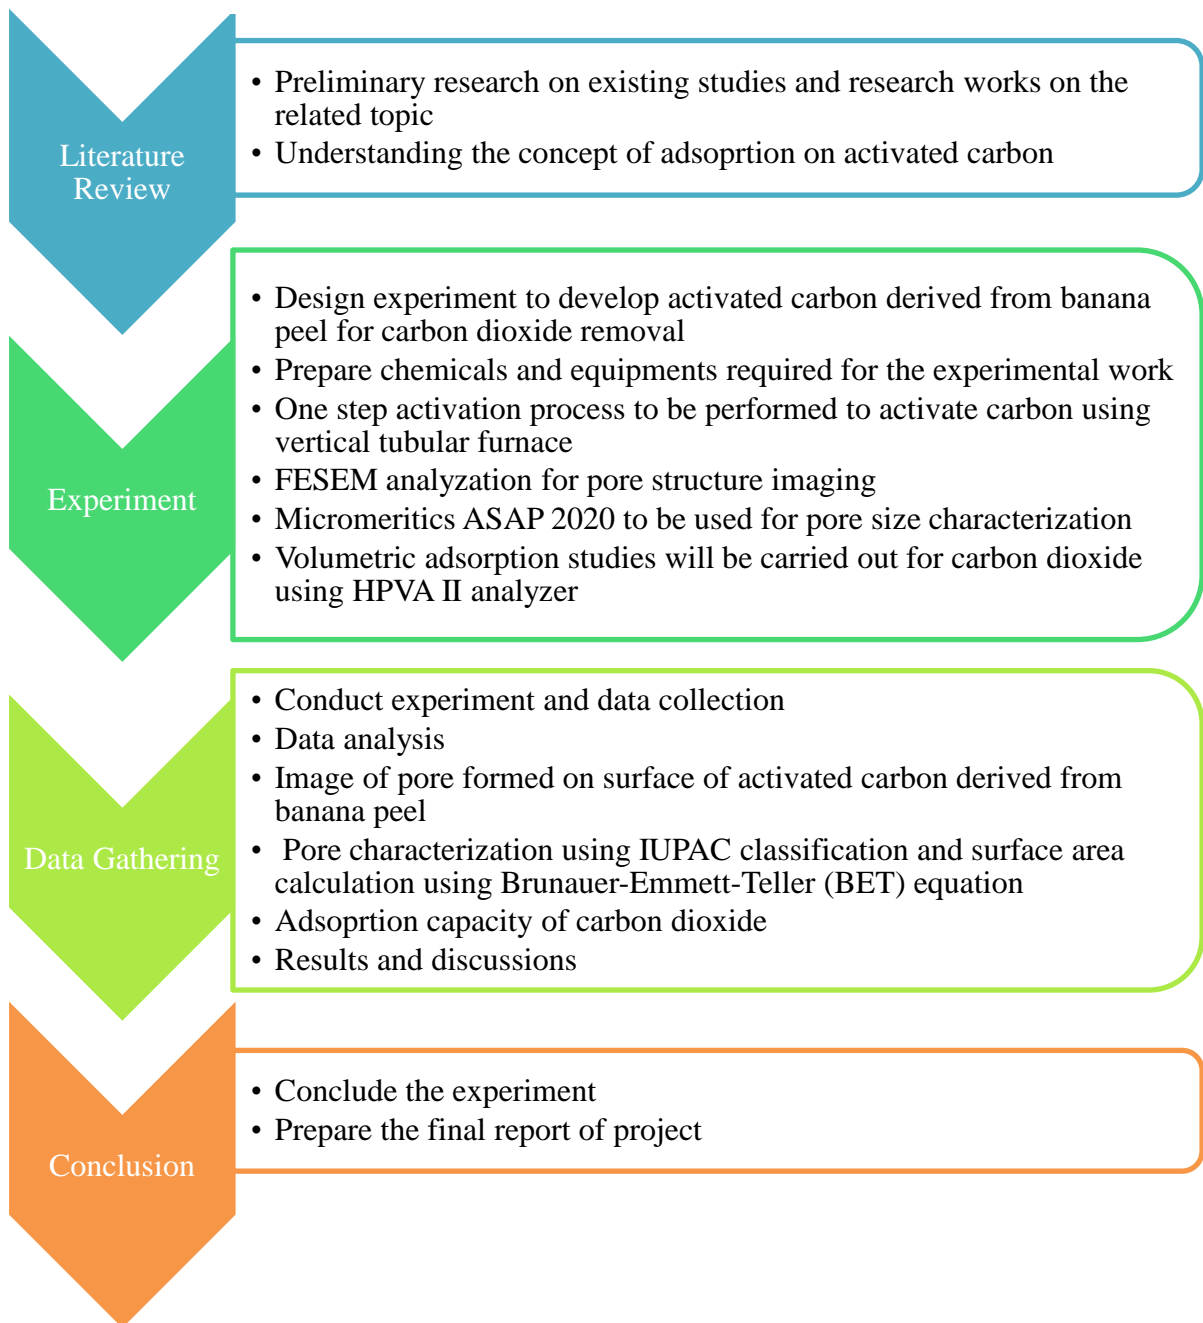 Literature
Review
• Preliminary research on existing studies and research works on the
related topic
• Understanding the concept of adsoprtion on activated carbon
Experiment
• Design experiment to develop activated carbon derived from banana
peel for carbon dioxide removal
• Prepare chemicals and equipments required for the experimental work
• One step activation process to be performed to activate carbon using
vertical tubular furnace
• FESEM analyzation for pore structure imaging
• Micromeritics ASAP 2020 to be used for pore size characterization
• Volumetric adsorption studies will be carried out for carbon dioxide
using HPVA II analyzer
Data Gathering
• Conduct experiment and data collection
• Data analysis
• Image of pore formed on surface of activated carbon derived from
banana peel
• Pore characterization using IUPAC classification and surface area
calculation using Brunauer-Emmett-Teller (BET) equation
• Adsoprtion capacity of carbon dioxide
• Results and discussions
Conclusion
• Conclude the experiment
• Prepare the final report of project